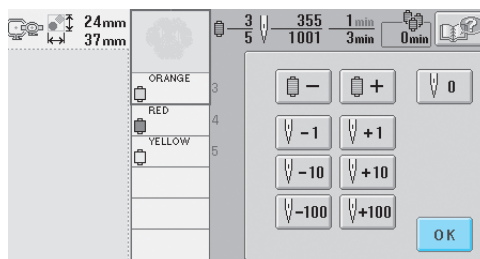 24mm
37mm
3
5
355
1001
1min
3min
0min
ORANGE
3
RED
4
YELLOW
5
–
+
0
–1
+1
–10
+10
–100
+100
OK